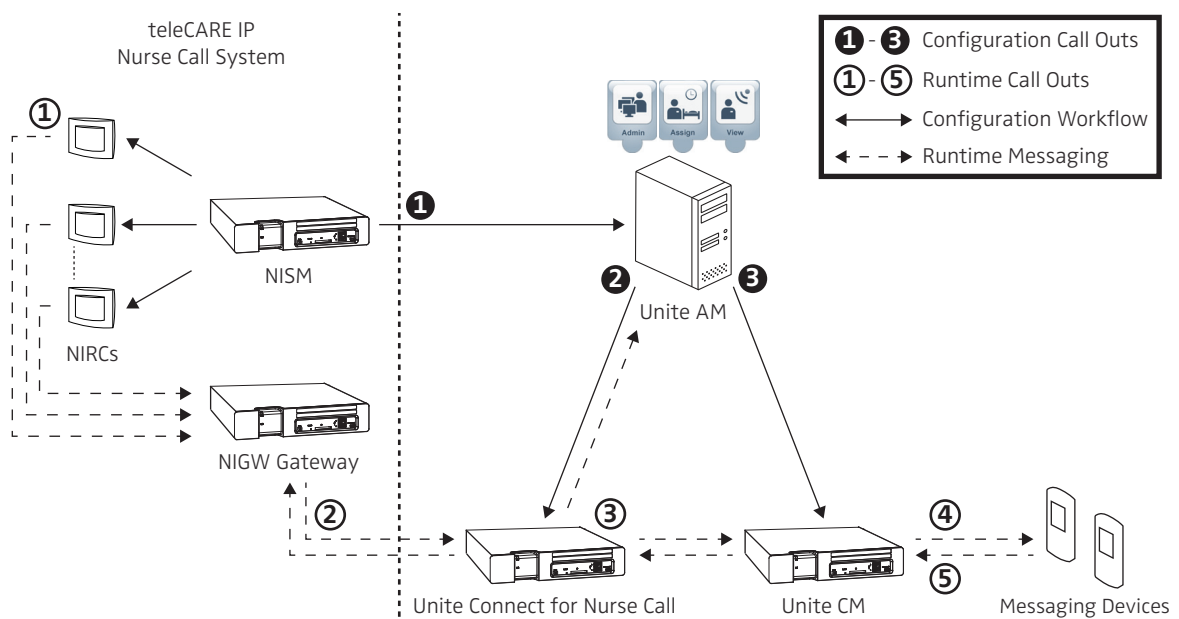 teleCARE IP
Nurse Call System
1 - 3 Configuration Call Outs
1 - 5 Runtime Call Outs
Configuration Workflow
Runtime Messaging
Admin
Assign
View
1
1
NISM
2
3
Unite AM
NIRCs
NIGW Gateway
2
3
4
5
Unite Connect for Nurse Call
Unite CM
Messaging Devices